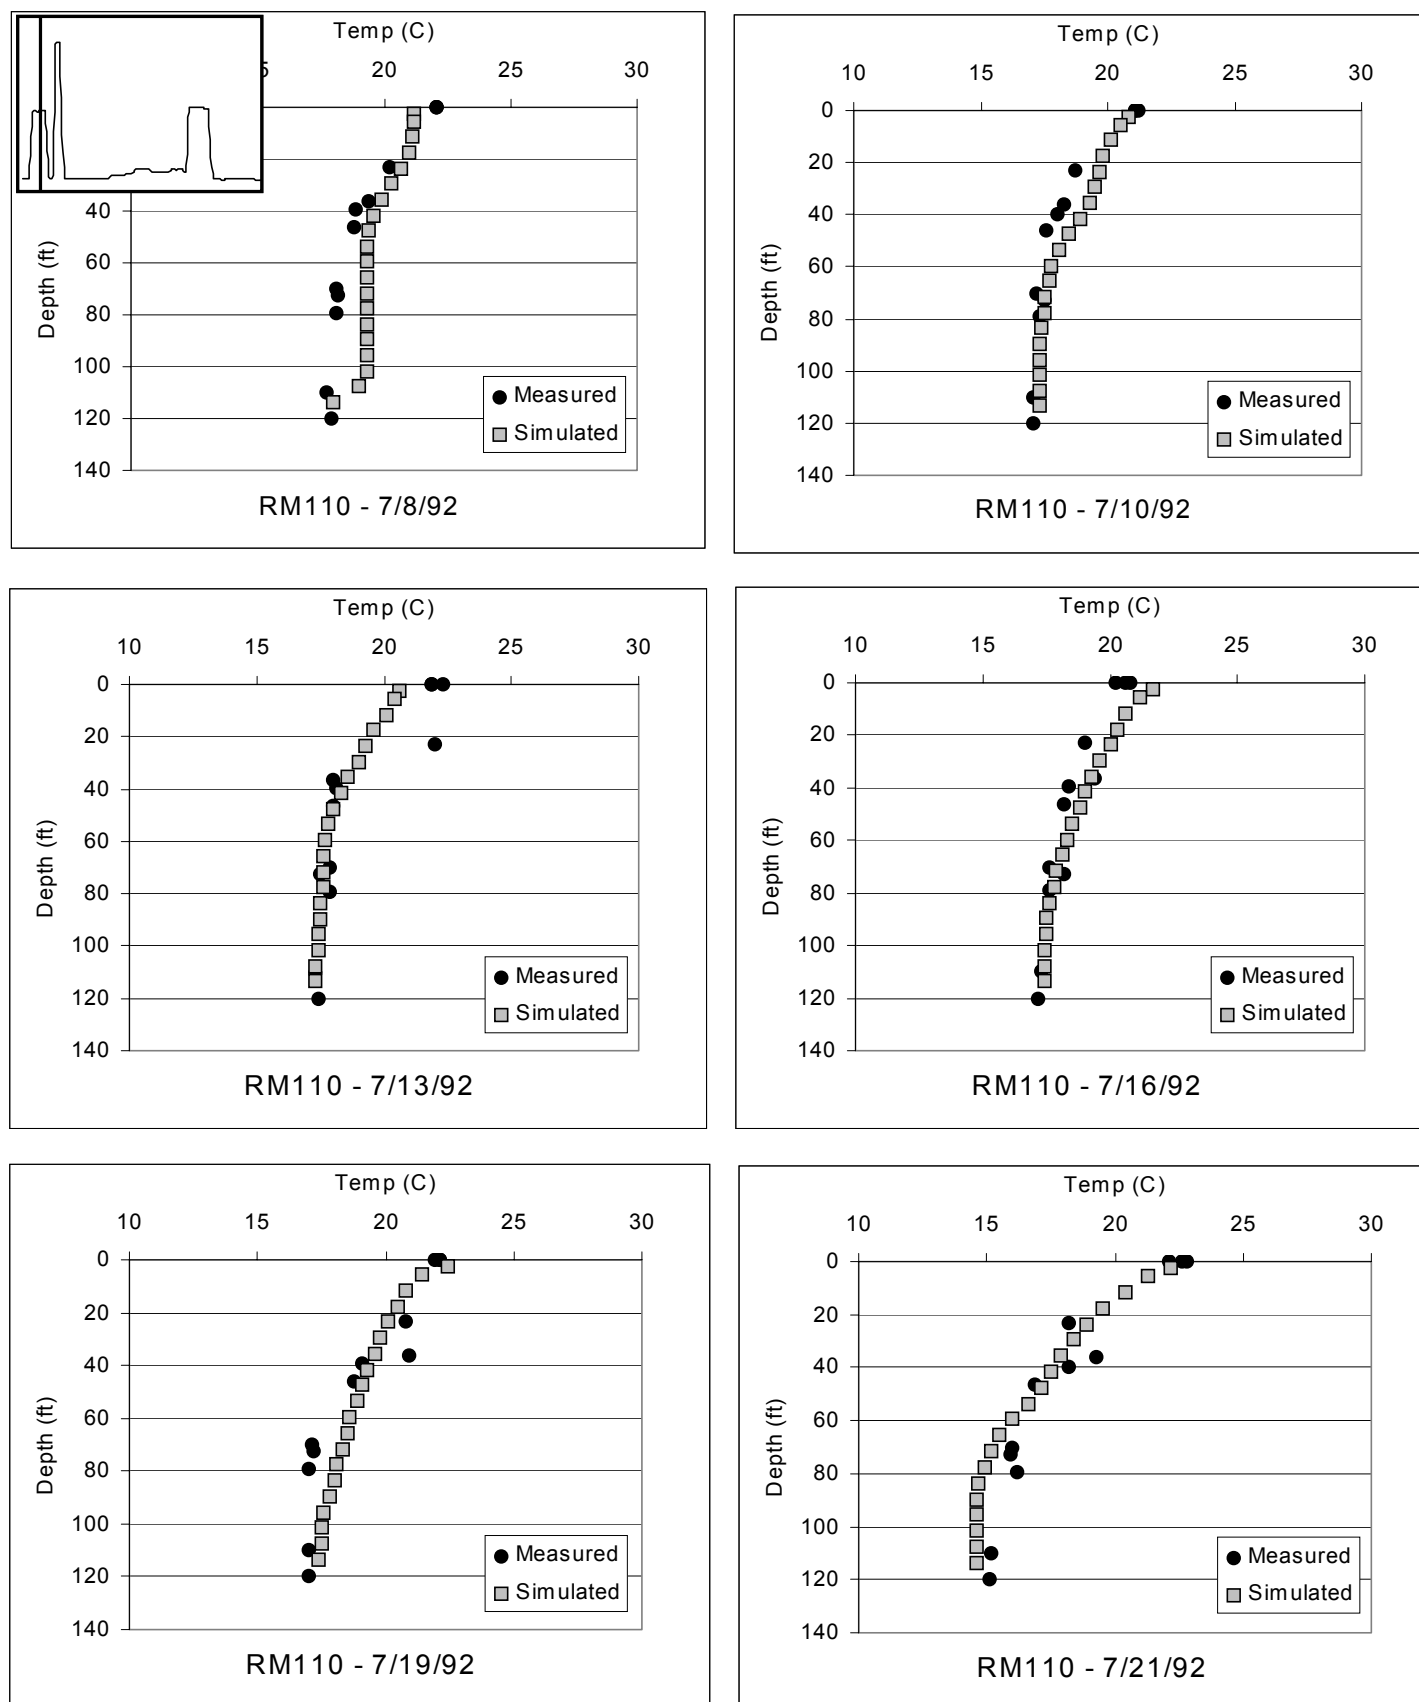 Temp (C)
5 20 25 30
40
60
80
100
120
140
Depth (ft)
Measured
Simulated
RM110 - 7/8/92
Temp (C)
10 15 20 25 30
0
20
40
60
80
100
120
140
Depth (ft)
Measured
Simulated
RM110 - 7/10/92
Temp (C)
10 15 20 25 30
0
20
40
60
80
100
120
140
Depth (ft)
Measured
Simulated
RM110 - 7/13/92
Temp (C)
10 15 20 25 30
0
20
40
60
80
100
120
140
Depth (ft)
Measured
Simulated
RM110 - 7/16/92
Temp (C)
10 15 20 25 30
0
20
40
60
80
100
120
140
Depth (ft)
Measured
Simulated
RM110 - 7/19/92
Temp (C)
10 15 20 25 30
0
20
40
60
80
100
120
140
Depth (ft)
Measured
Simulated
RM110 - 7/21/92